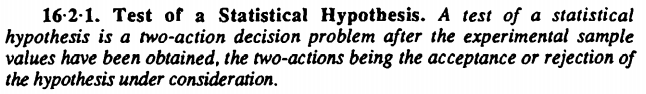 16·2·1. Test of a Statistical Hypothesis. A test of a statistical
hypothesis is a two-action decision problem after the experimental sample
values have been obtained, the two-actions being the acceptance or rejection of
the hypothesis under consideration.